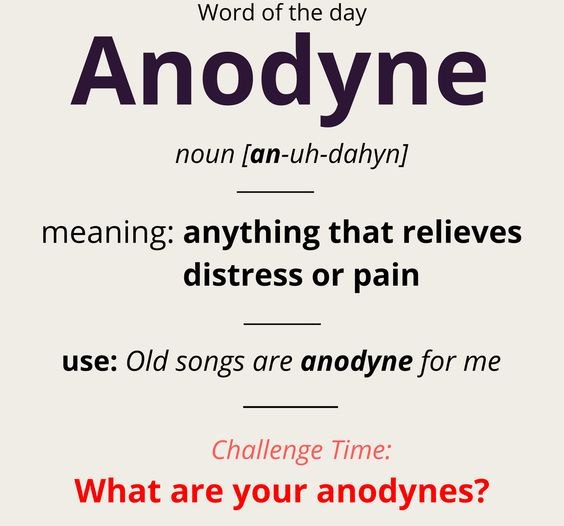 Word of the day
Anodyne
noun [an-uh-dahyn]
meaning: anything that relieves
distress or pain
use: Old songs are anodyne for me
Challenge Time:
What are your anodynes?